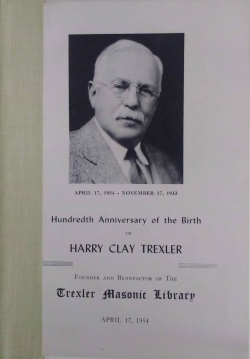 APRIL 17, 1854 - NOVEMBER 17, 1933
Hundredth Anniversary of the Birth
OF
HARRY CLAY TREXLER
FOUNDER AND BENEFACTOR OF THE
Trexler Masonic Library
APRIL 17, 1954